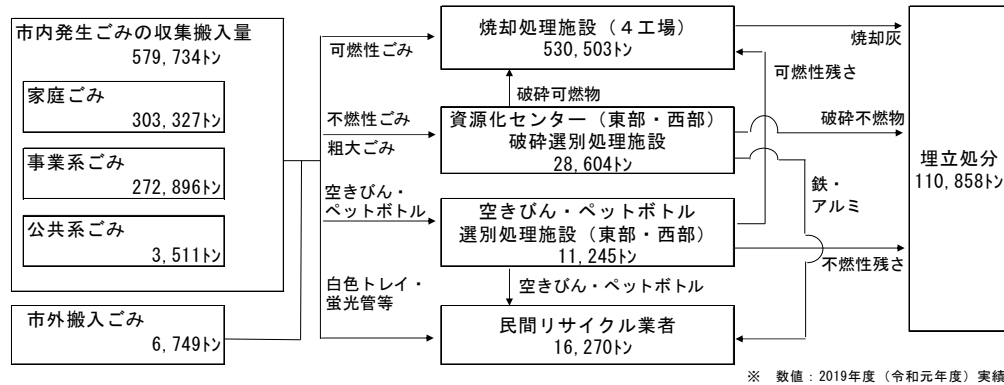 市内発生ごみの収集搬入量
579,734㌧
家庭ごみ
303,327㌧
事業系ごみ
272,896㌧
公共系ごみ
3,511㌧
市外搬入ごみ
6,749㌧
可燃性ごみ
不燃性ごみ
粗大ごみ
空きびん・
ペットボトル
白色トレイ・
蛍光管等
焼却処理施設(4工場)
530,503㌧
破砕可燃物
資源化センター(東部・西部)
破砕選別処理施設
28,604㌧
空きびん・ペットボトル
選別処理施設(東部・西部)
11,245㌧
空きびん・ペットボトル
民間リサイクル業者
16,270㌧
焼却灰
可燃性残さ
破砕不燃物
鉄・
アルミ
不燃性残さ
埋立処分
110,858㌧
※ 数値:2019年度(令和元年度)実績